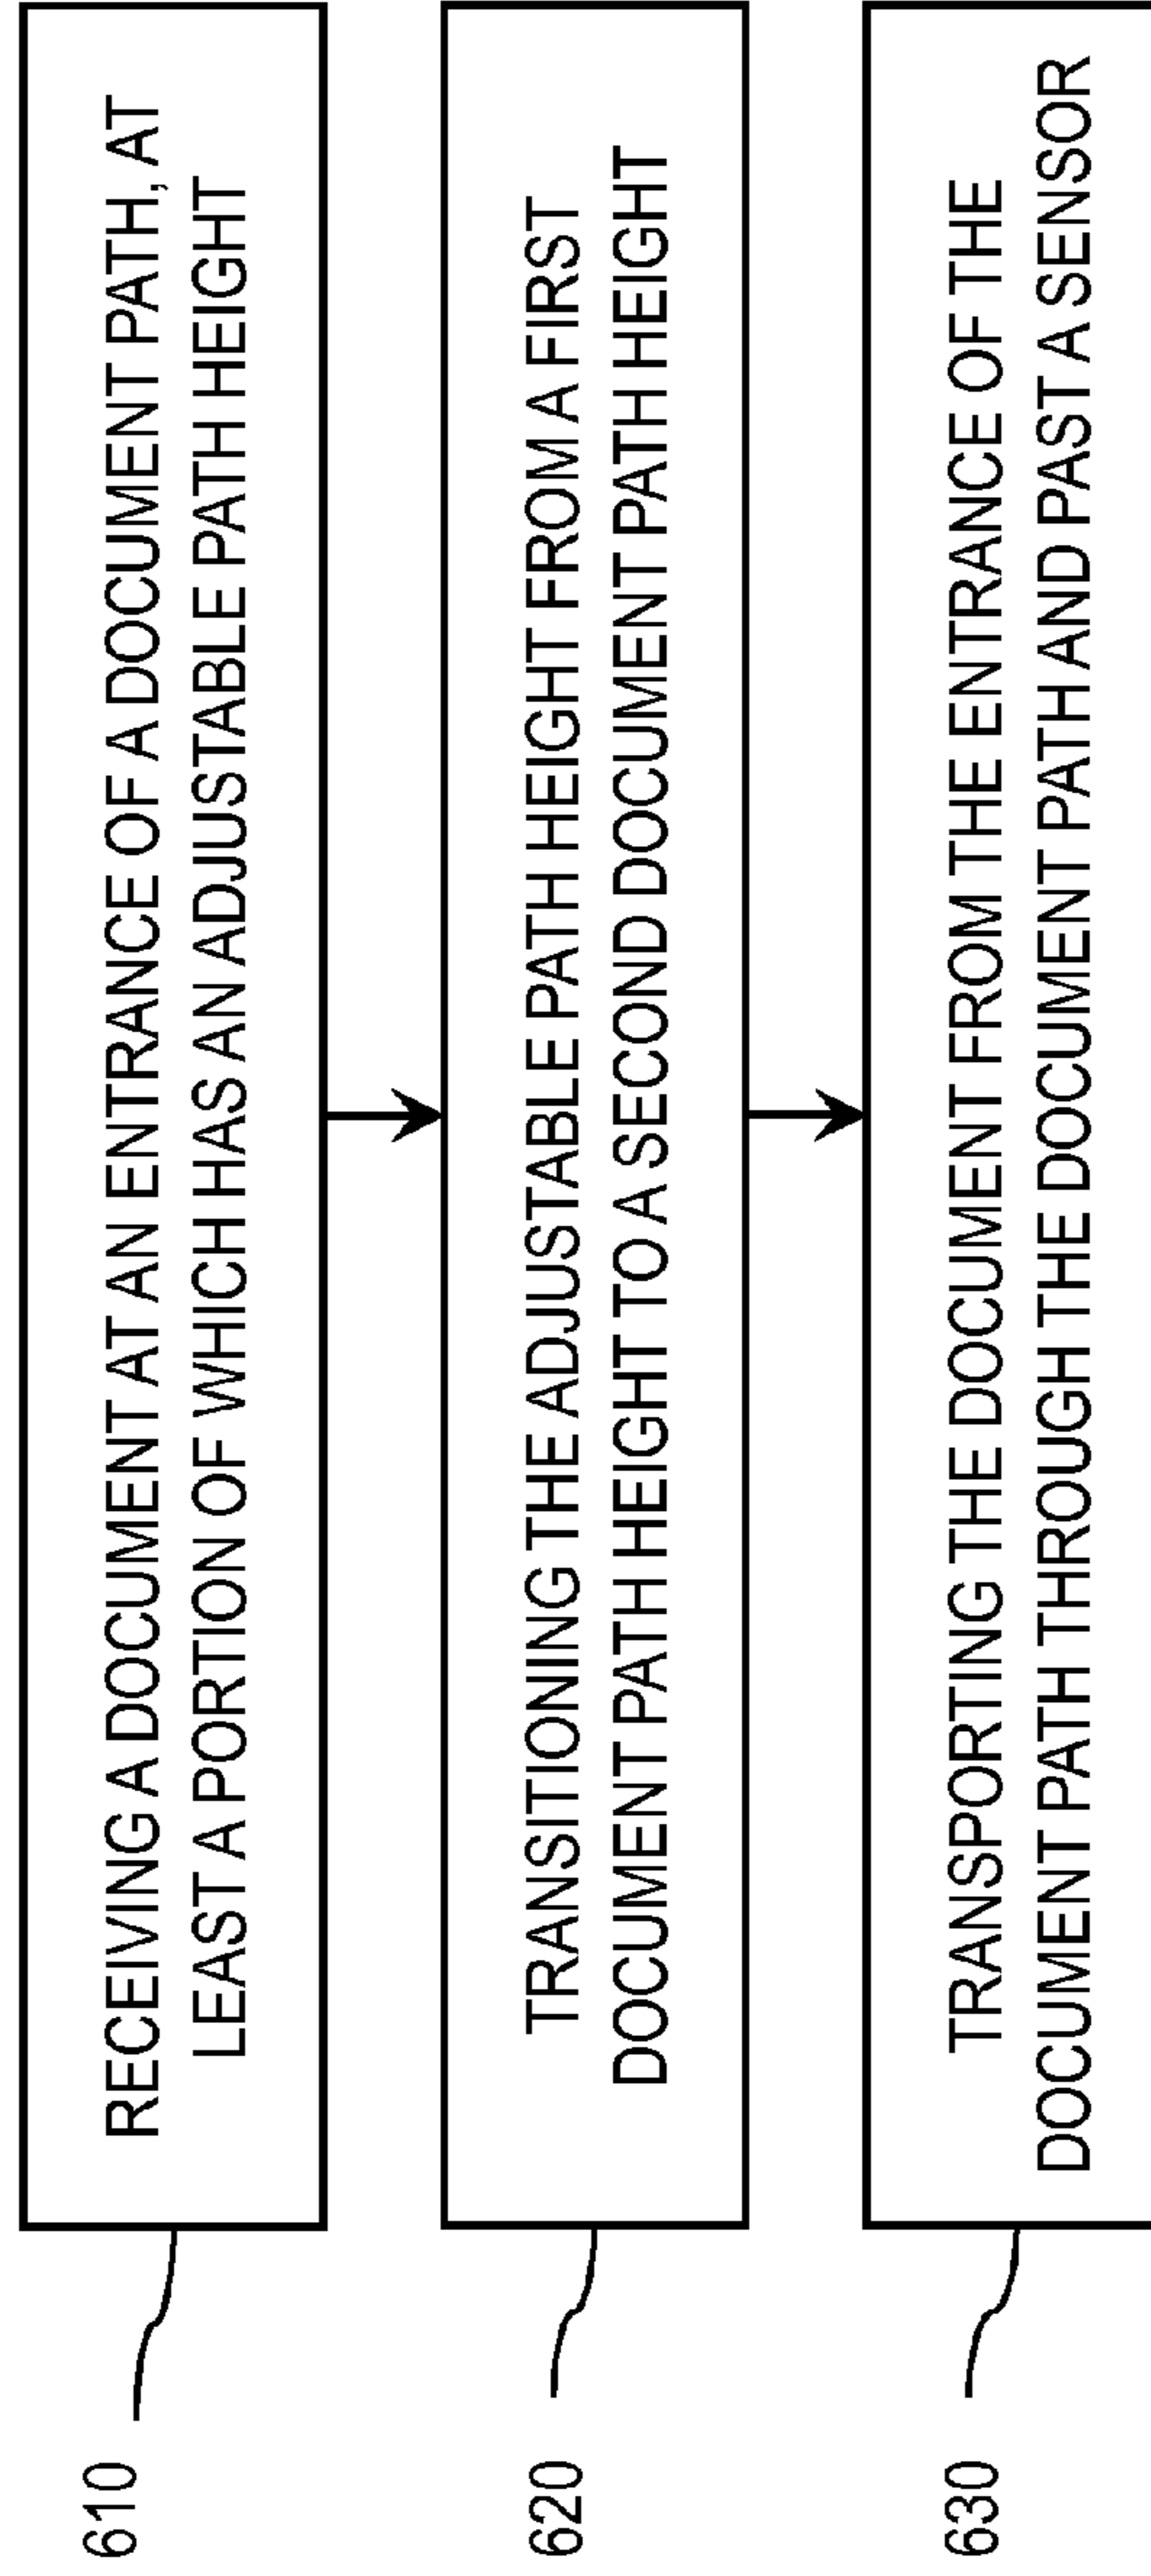 610
RECEIVING A DOCUMENT AT AN ENTRANCE OF A DOCUMENT PATH, AT
LEAST A PORTION OF WHICH HAS AN ADJUSTABLE PATH HEIGHT
620
TRANSITIONING THE ADJUSTABLE PATH HEIGHT FROM A FIRST
DOCUMENT PATH HEIGHT TO A SECOND DOCUMENT PATH HEIGHT
630
TRANSPORTING THE DOCUMENT FROM THE ENTRANCE OF THE
DOCUMENT PATH THROUGH THE DOCUMENT PATH AND PAST A SENSOR